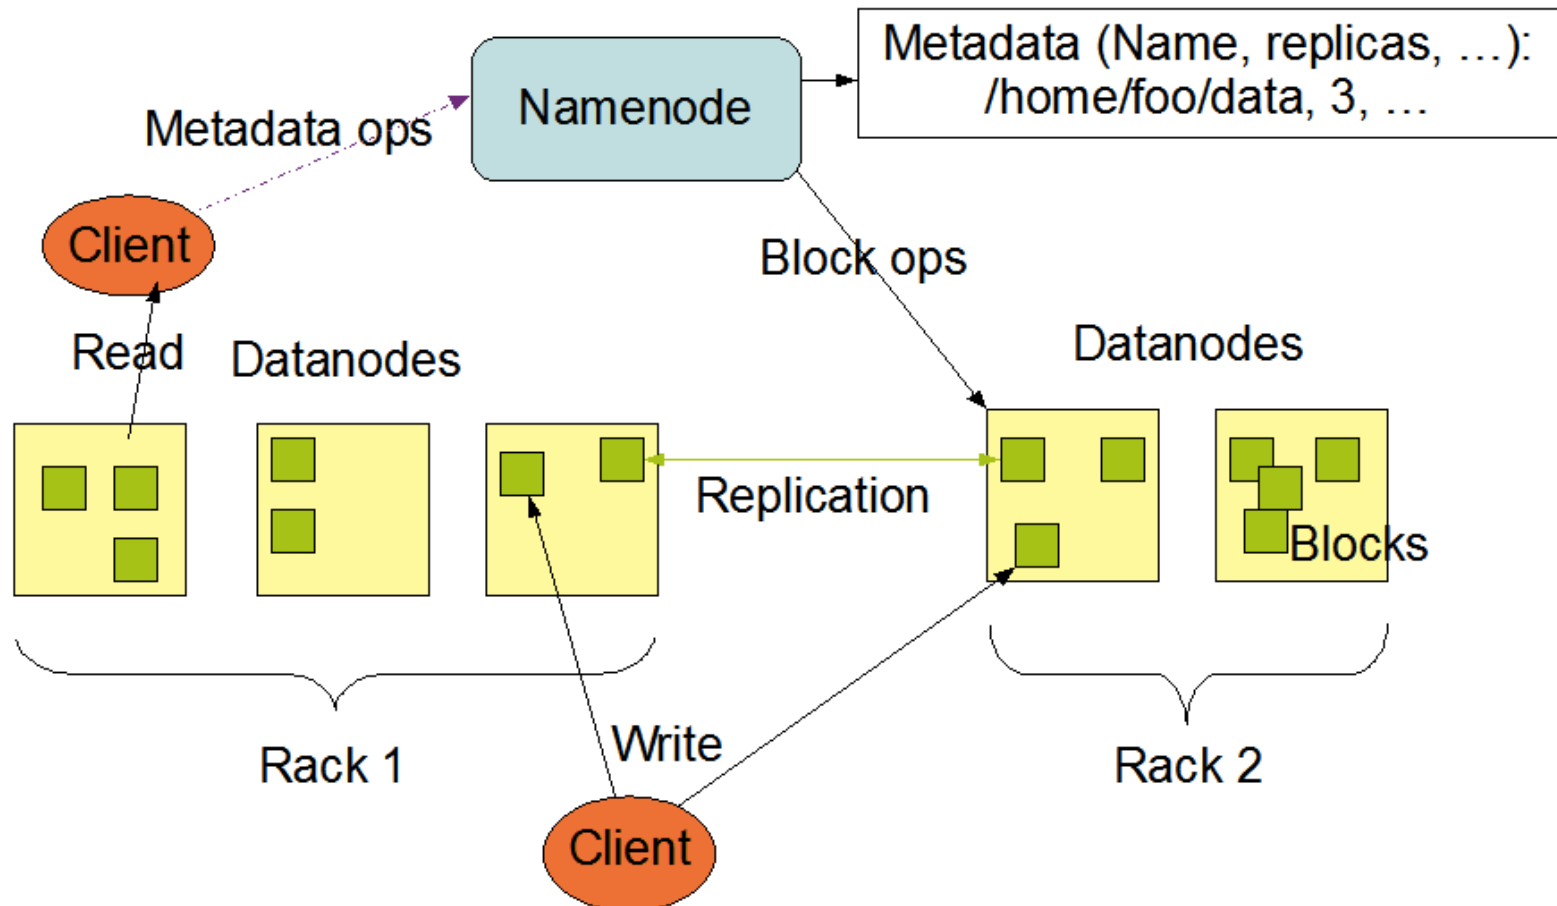 Metadata (Name, replicas, …):
/home/foo/data, 3, …
Namenode
Metadata ops
Client
Block ops
Read
Datanodes
Datanodes
Replication
Blocks
Rack 1
Write
Rack 2
Client